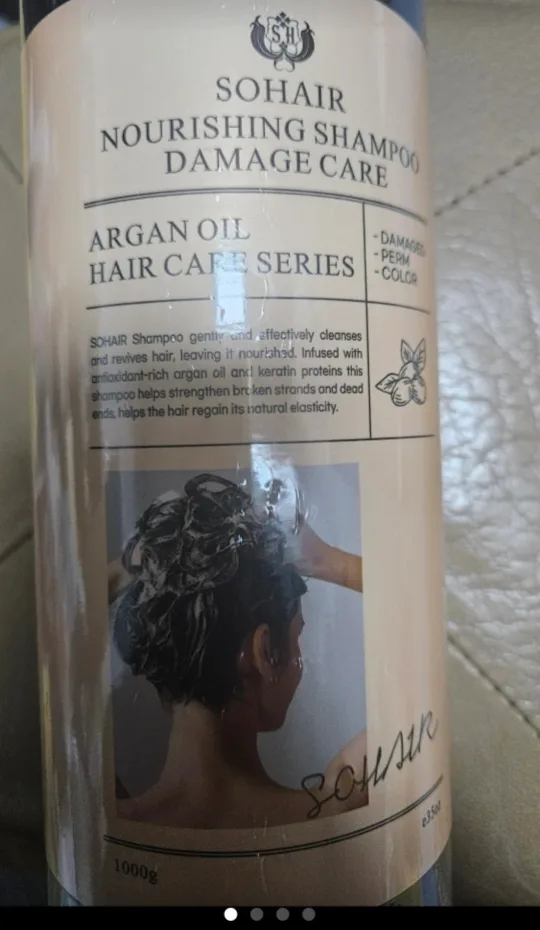 SH
SOHAIR
NOURISHING SHAMPOO
DAMAGE CARE
ARGAN OIL
HAIR CARE SERIES
- DAMAGED
- PERM
- COLOR
SOHAIR Shampoo gently and effectively cleanses
and revives hair, leaving it nourished. Infused with
antioxidant-rich argan oil and keratin proteins this
shampoo helps strengthen broken strands and dead
ends, helps the hair regain its natural elasticity.
SOHAIR
e35oz
1000g